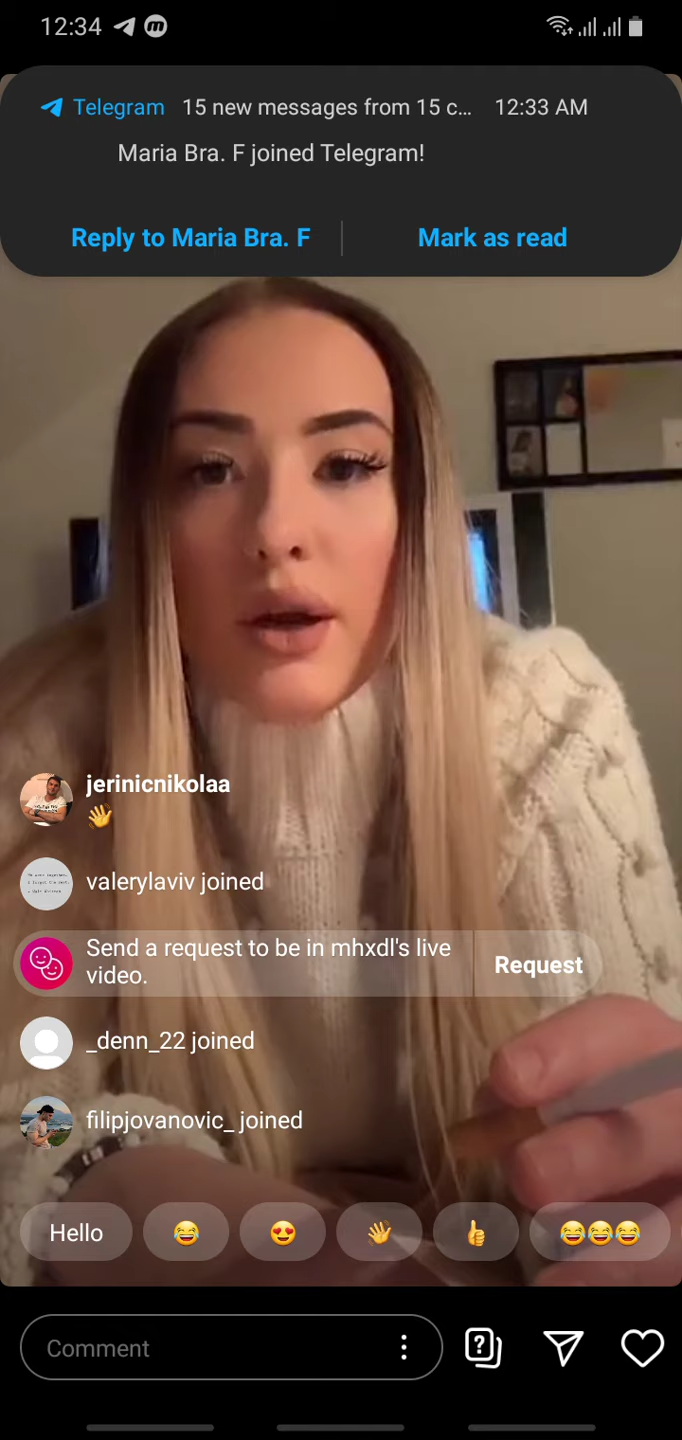 12:34
Telegram 15 new messages from 15 c... 12:33 AM
Maria Bra. F joined Telegram!
Reply to Maria Bra. F Mark as read
jerinicnikolaa
👋
valerylaviv joined
Send a request to be in mhxdl's live
video.
Request
_denn_22 joined
filipjovanovic_ joined
Hello 😂 😍 👋 👍 😂😂😂
Comment